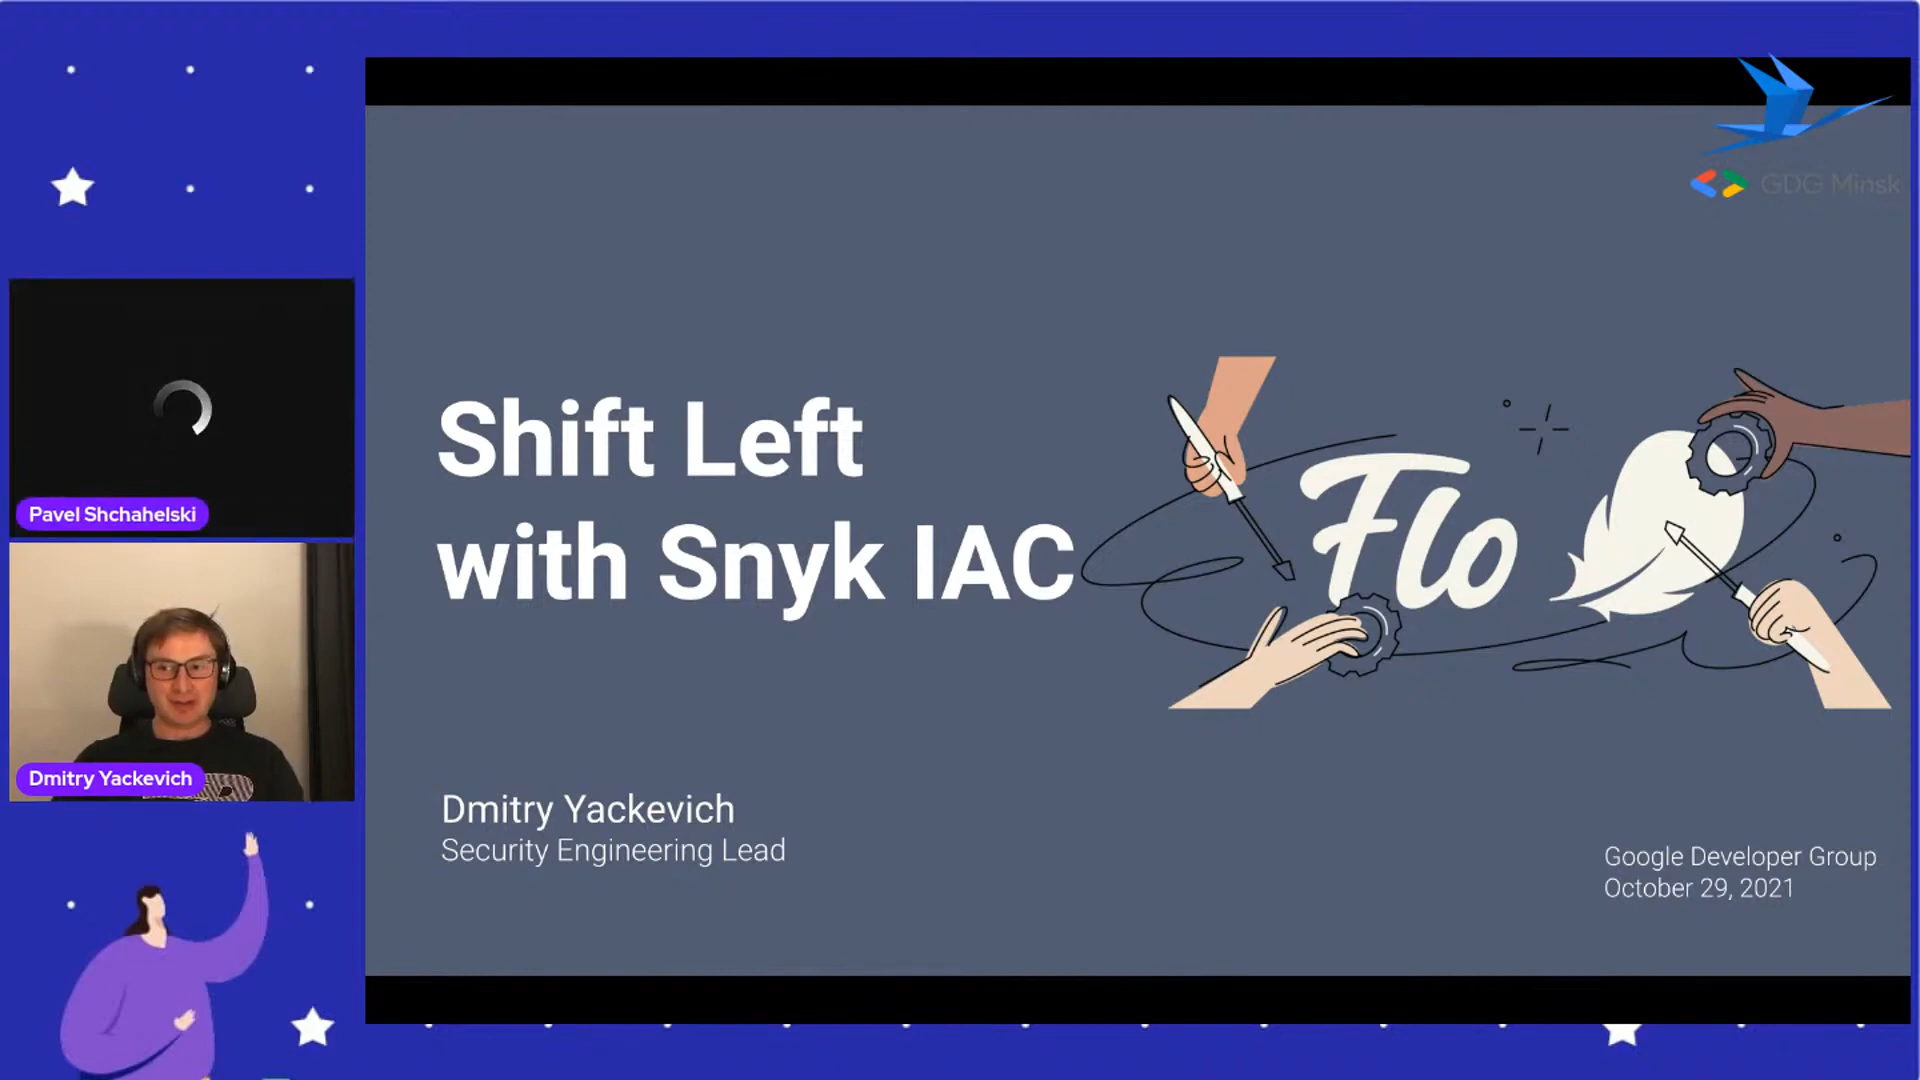 GDG Minsk
Shift Left
with Snyk IAC
Flo
Pavel Shchahelski
Dmitry Yackevich
Dmitry Yackevich
Security Engineering Lead
Google Developer Group
October 29, 2021